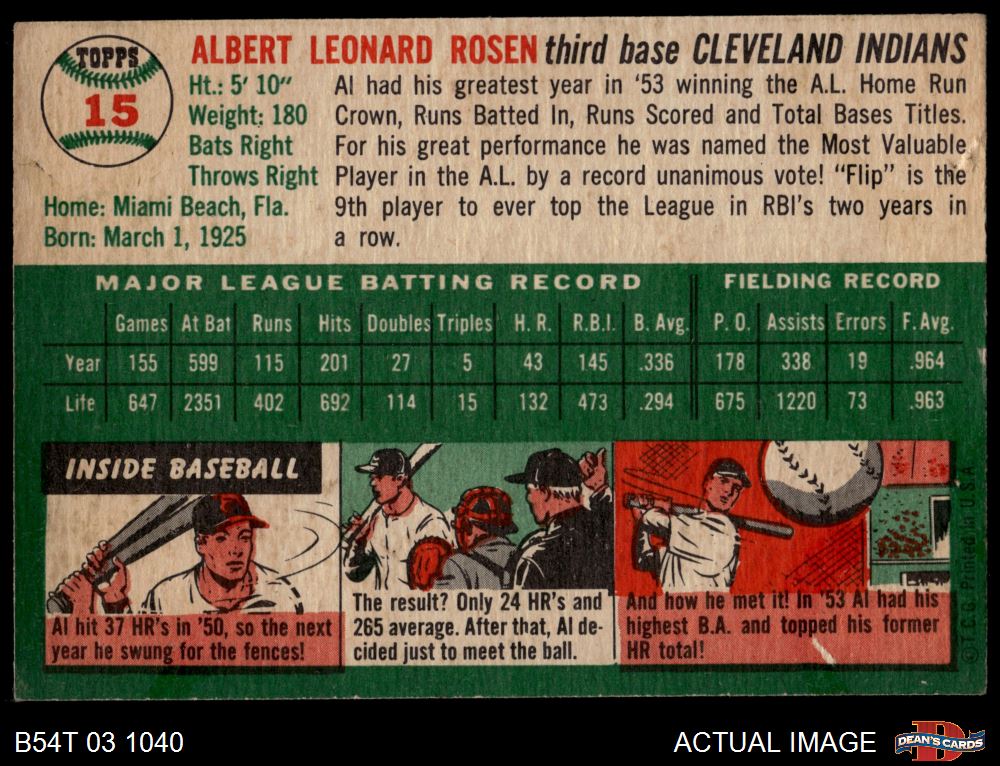 TOPPS
15
ALBERT LEONARD ROSEN third base CLEVELAND INDIANS
Ht.: 5' 10"
Weight: 180
Bats Right
Throws Right
Home: Miami Beach, Fla.
Born: March 1, 1925
Al had his greatest year in '53 winning the A.L. Home Run
Crown, Runs Batted In, Runs Scored and Total Bases Titles.
For his great performance he was named the Most Valuable
Player in the A.L. by a record unanimous vote! "Flip" is the
9th player to ever top the League in RBI's two years in
a row.
MAJOR LEAGUE BATTING RECORD FIELDING RECORD
Games At Bat Runs Hits Doubles Triples H. R. R.B.I. B. Avg. P. O. Assists Errors F. Avg.
Year 155 599 115 201 27 5 43 145 .336 178 338 19 .964
Life 647 2351 402 692 114 15 132 473 .294 675 1220 73 .963
INSIDE BASEBALL
Al hit 37 HR's in '50, so the next
year he swung for the fences!
The result? Only 24 HR's and
265 average. After that, Al de-
cided just to meet the ball.
And how he met it! In '53 Al had his
highest B.A. and topped his former
HR total!
© T.C.G. Printed in U.S.A.
B54T 03 1040
ACTUAL IMAGE
DEAN'S CARDS